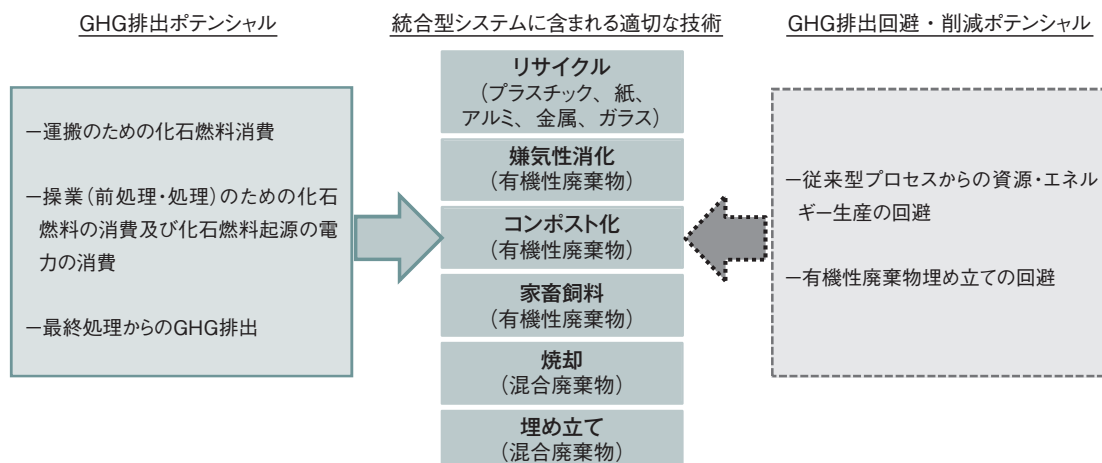 GHG排出ポテンシャル
統合型システムに含まれる適切な技術
GHG排出回避・削減ポテンシャル
－運搬のための化石燃料消費
－操業（前処理・処理）のための化石
燃料の消費及び化石燃料起源の電
力の消費
－最終処理からのGHG排出
リサイクル
（プラスチック、紙、
アルミ、金属、ガラス）
嫌気性消化
（有機性廃棄物）
コンポスト化
（有機性廃棄物）
家畜飼料
（有機性廃棄物）
焼却
（混合廃棄物）
埋め立て
（混合廃棄物）
－従来型プロセスからの資源・エネル
ギー生産の回避
－有機性廃棄物埋め立ての回避